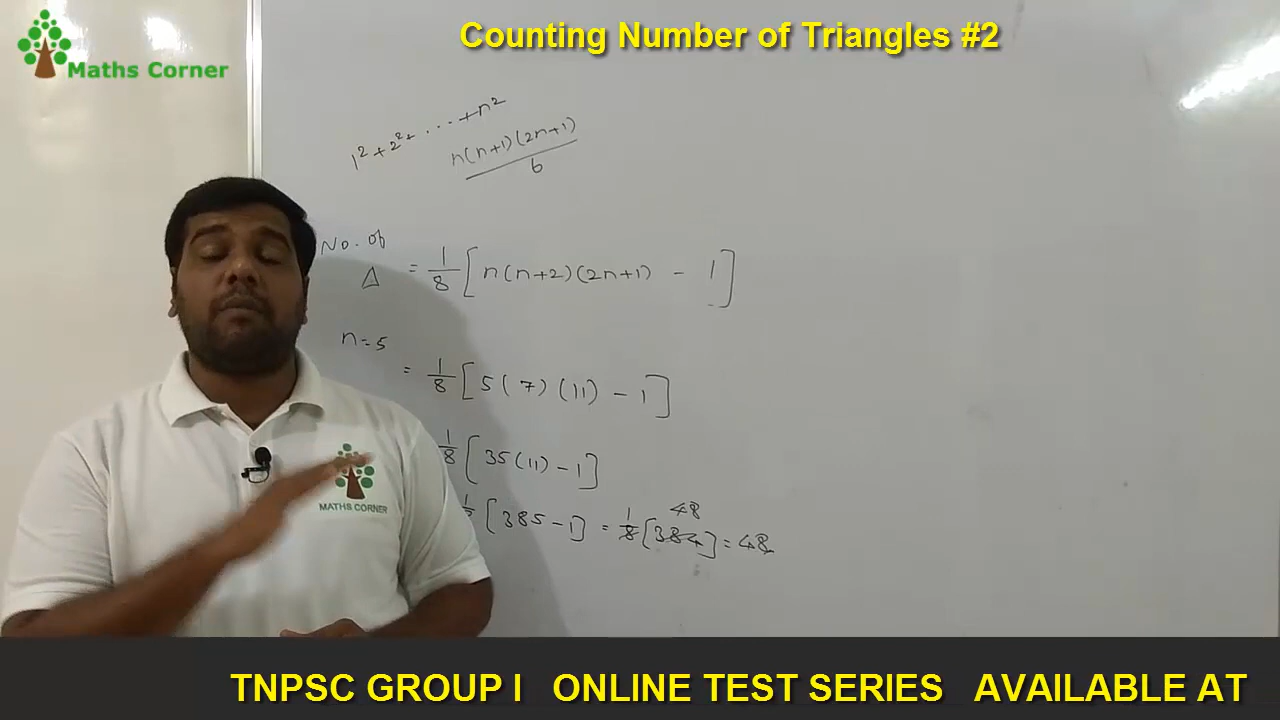 Counting Number of Triangles #2
Maths Corner
1² + 2² + ... + n²
n(n+1)(2n+1)
6
No. of
Δ = 1/8 [n(n+2)(2n+1) - 1]
n=5
= 1/8 [5(7)(11) - 1]
1/8 [35(11) - 1]
[385 - 1] = 1/8 [384] = 48
48
MATHS CORNER
TNPSC GROUP I ONLINE TEST SERIES AVAILABLE AT